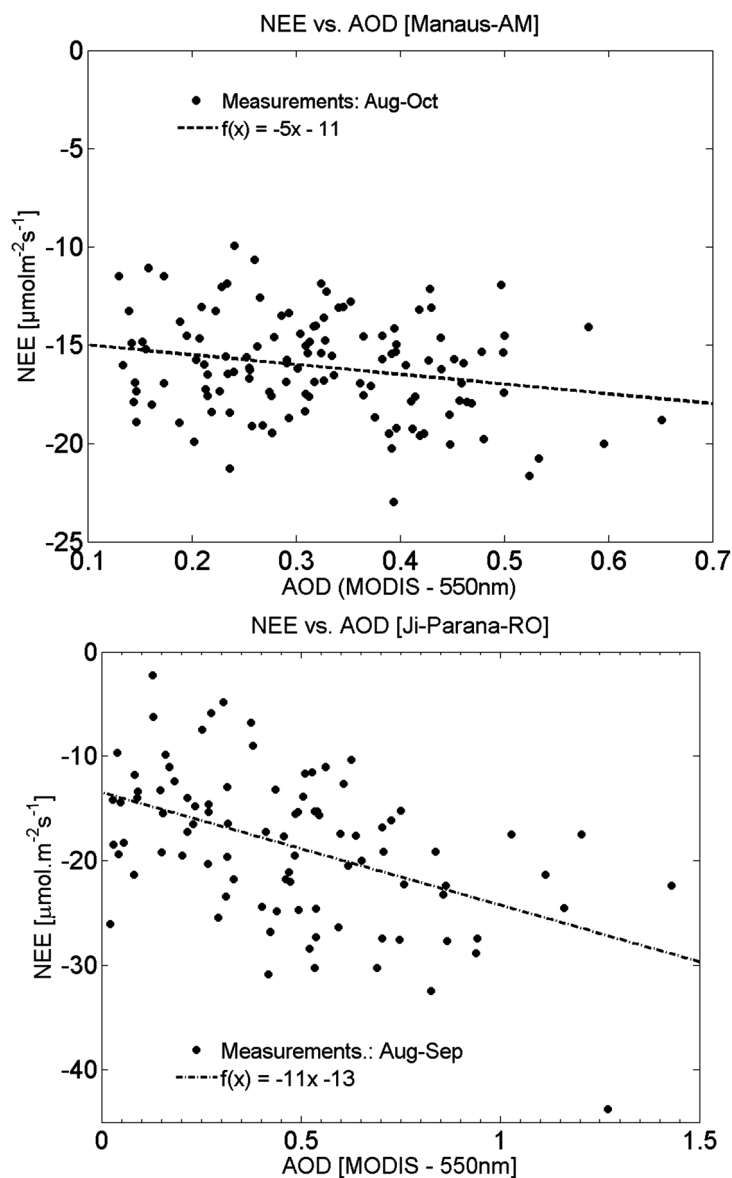 NEE vs. AOD [Manaus-AM]
0
-5
-10
-15
-20
-25
NEE [µmolm⁻²s⁻¹]
Measurements: Aug-Oct
f(x) = -5x - 11
0.1 0.2 0.3 0.4 0.5 0.6 0.7
AOD (MODIS - 550nm)
NEE vs. AOD [Ji-Parana-RO]
0
-10
-20
-30
-40
NEE [µmol.m⁻²s⁻¹]
Measurements.: Aug-Sep
f(x) = -11x -13
0 0.5 1 1.5
AOD [MODIS - 550nm]